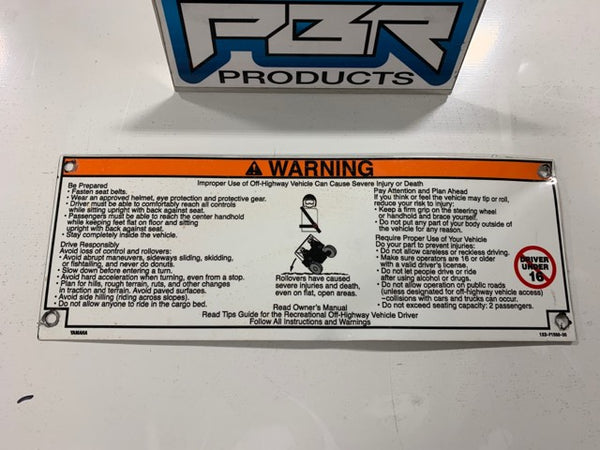 PBR
PRODUCTS
WARNING
Improper Use of Off-Highway Vehicle Can Cause Severe Injury or Death
Be Prepared
• Fasten seat belts.
• Wear an approved helmet, eye protection and protective gear.
• Driver must be able to comfortably reach all controls
while sitting upright with back against seat.
• Passengers must be able to reach the center handhold
while keeping feet flat on floor and sitting
upright with back against seat.
• Stay completely inside the vehicle.
Drive Responsibly
Avoid loss of control and rollovers:
• Avoid abrupt maneuvers, sideways sliding, skidding,
or fishtailing, and never do donuts.
• Slow down before entering a turn.
• Avoid hard acceleration when turning, even from a stop.
• Plan for hills, rough terrain, ruts, and other changes
in traction and terrain. Avoid paved surfaces.
• Avoid side hilling (riding across slopes).
• Do not allow anyone to ride in the cargo bed.
Rollovers have caused
severe injuries and death,
even on flat, open areas.
Pay Attention and Plan Ahead
If you think or feel the vehicle may tip or roll,
reduce your risk to injury:
• Keep a firm grip on the steering wheel
or handhold and brace yourself.
• Do not put any part of your body outside of
the vehicle for any reason.
Require Proper Use of Your Vehicle
Do your part to prevent injuries:
• Do not allow careless or reckless driving.
• Make sure operators are 16 or older
with a valid driver's license.
• Do not let people drive or ride
after using alcohol or drugs.
• Do not allow operation on public roads
(unless designated for off-highway vehicle access)
-collisions with cars and trucks can occur.
• Do not exceed seating capacity: 2 passengers.
DRIVER
UNDER
16
Read Owner's Manual
Read Tips Guide for the Recreational Off-Highway Vehicle Driver
Follow All Instructions and Warnings
YAMAHA